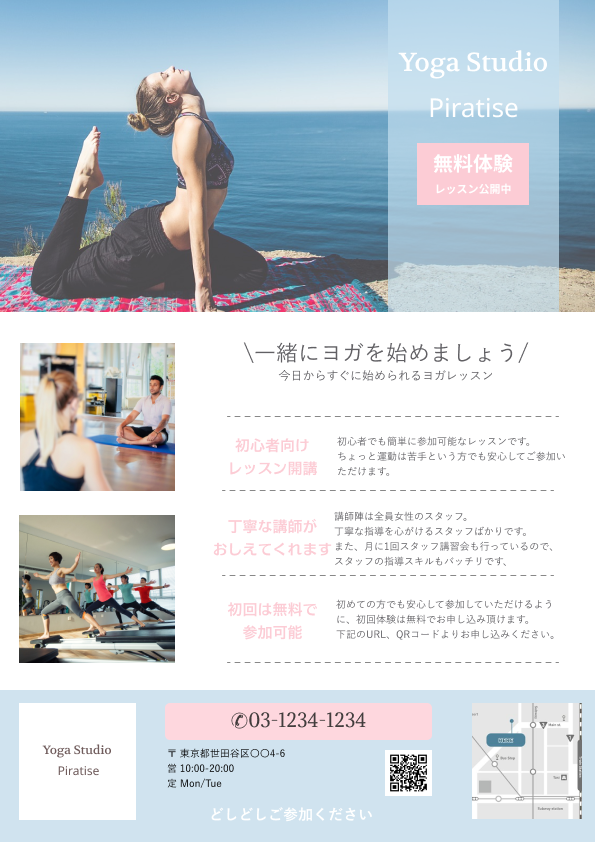 Yoga Studio
Piratise
無料体験
レッスン公開中
\一緒にヨガを始めましょう/
今日からすぐに始められるヨガレッスン
初心者向け
レッスン開講
初心者でも簡単に参加可能なレッスンです。
ちょっと運動は苦手という方でも安心してご参加い
ただけます。
丁寧な講師が
おしえてくれます
講師陣は全員女性のスタッフ。
丁寧な指導を心がけるスタッフばかりです。
また、月に1回スタッフ講習会も行っているので、
スタッフの指導スキルもバッチリです、
初回は無料で
参加可能
初めての方でも安心して参加していただけるよう
に、初回体験は無料でお申し込み頂けます。
下記のURL、QRコードよりお申し込みください。
Yoga Studio
Piratise
✆03-1234-1234
〒 東京都世田谷区〇〇4-6
営 10:00-20:00
定 Mon/Tue
どしどしご参加ください
Main st.
Bus Stop
Subway station